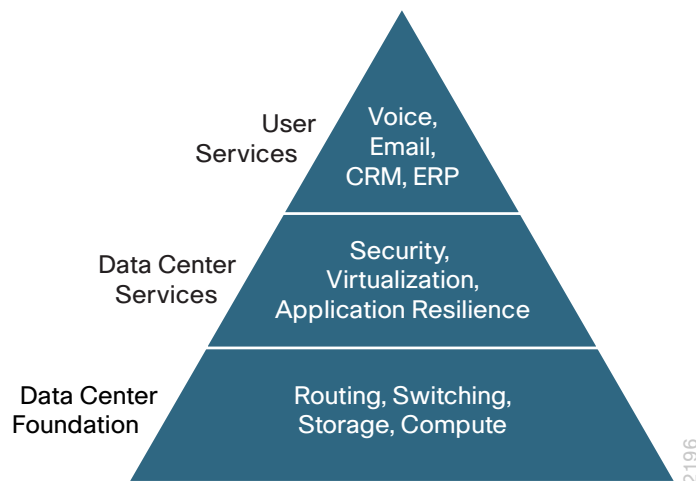 User
Services
Voice,
Email,
CRM, ERP
Data Center
Services
Security,
Virtualization,
Application Resilience
Data Center
Foundation
Routing, Switching,
Storage, Compute
2196